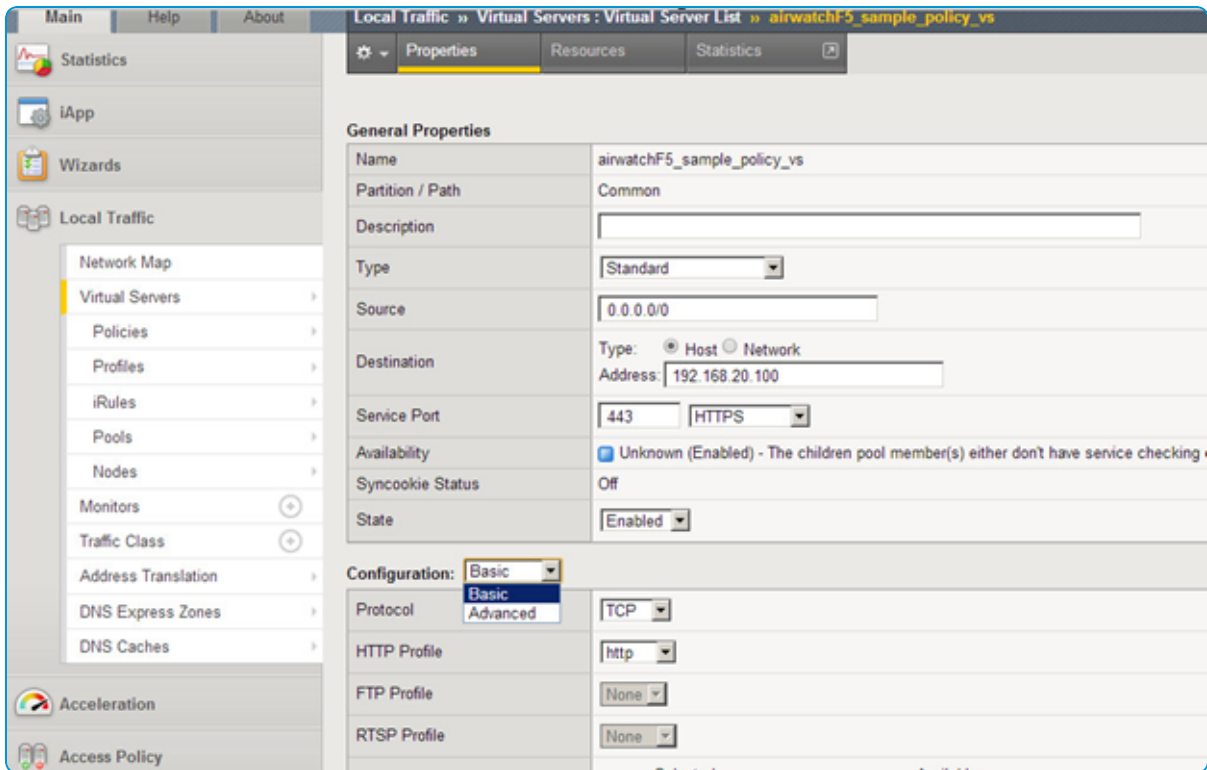 Main Help About
Local Traffic » Virtual Servers : Virtual Server List » airwatchF5_sample_policy_vs
Statistics
iApp
Wizards
Local Traffic
Network Map
Virtual Servers
Policies
Profiles
iRules
Pools
Nodes
Monitors
Traffic Class
Address Translation
DNS Express Zones
DNS Caches
Acceleration
Access Policy
Properties Resources Statistics
General Properties
Name airwatchF5_sample_policy_vs
Partition / Path Common
Description
Type Standard
Source 0.0.0.0/0
Destination Type: Host Network
Address: 192.168.20.100
Service Port 443 HTTPS
Availability Unknown (Enabled) - The children pool member(s) either don't have service checking
Syncookie Status Off
State Enabled
Configuration: Basic
Basic
Advanced
Protocol TCP
HTTP Profile http
FTP Profile None
RTSP Profile None